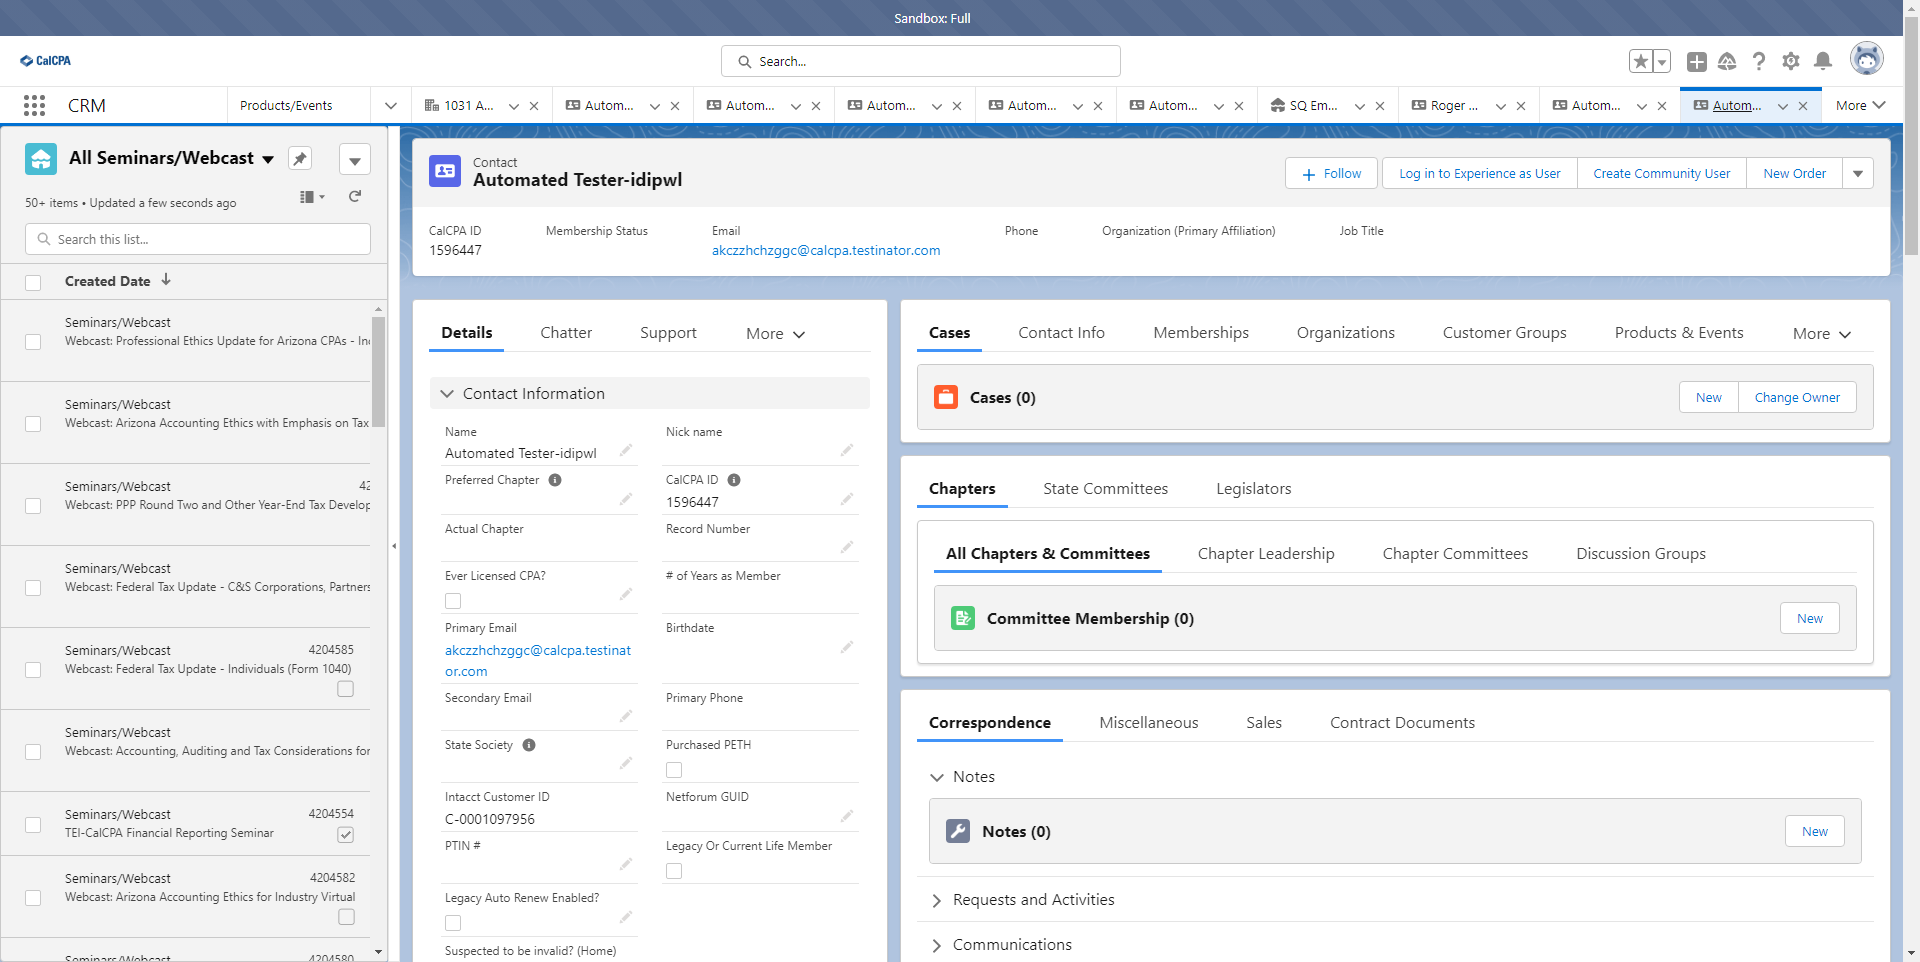 Sandbox: Full
CalCPA
Search...
CRM
Products/Events
1031 A...
Autom...
Autom...
Autom...
Autom...
Autom...
SQ Em...
Roger ...
Autom...
Autom...
More
All Seminars/Webcast
50+ items • Updated a few seconds ago
Search this list...
Created Date
Seminars/Webcast
Webcast: Professional Ethics Update for Arizona CPAs - In
Seminars/Webcast
Webcast: Arizona Accounting Ethics with Emphasis on Tax
Seminars/Webcast 42
Webcast: PPP Round Two and Other Year-End Tax Develop
Seminars/Webcast
Webcast: Federal Tax Update - C&S Corporations, Partners
Seminars/Webcast 4204585
Webcast: Federal Tax Update - Individuals (Form 1040)
Seminars/Webcast
Webcast: Accounting, Auditing and Tax Considerations for
Seminars/Webcast 4204554
TEI-CalCPA Financial Reporting Seminar
Seminars/Webcast 4204582
Webcast: Arizona Accounting Ethics for Industry Virtual
Seminars/Webcast 4204580
Contact
Automated Tester-idipwl
Follow
Log in to Experience as User
Create Community User
New Order
CalCPA ID
1596447
Membership Status
Email
akczzhchzggc@calcpa.testinator.com
Phone
Organization (Primary Affiliation)
Job Title
Details
Chatter
Support
More
Contact Information
Name
Automated Tester-idipwl
Nick name
Preferred Chapter
CalCPA ID
1596447
Actual Chapter
Record Number
Ever Licensed CPA?
# of Years as Member
Primary Email
akczzhchzggc@calcpa.testinat
or.com
Birthdate
Secondary Email
Primary Phone
State Society
Purchased PETH
Intacct Customer ID
C-0001097956
Netforum GUID
PTIN #
Legacy Or Current Life Member
Legacy Auto Renew Enabled?
Suspected to be invalid? (Home)
Cases
Contact Info
Memberships
Organizations
Customer Groups
Products & Events
More
Cases (0)
New
Change Owner
Chapters
State Committees
Legislators
All Chapters & Committees
Chapter Leadership
Chapter Committees
Discussion Groups
Committee Membership (0)
New
Correspondence
Miscellaneous
Sales
Contract Documents
Notes
Notes (0)
New
Requests and Activities
Communications